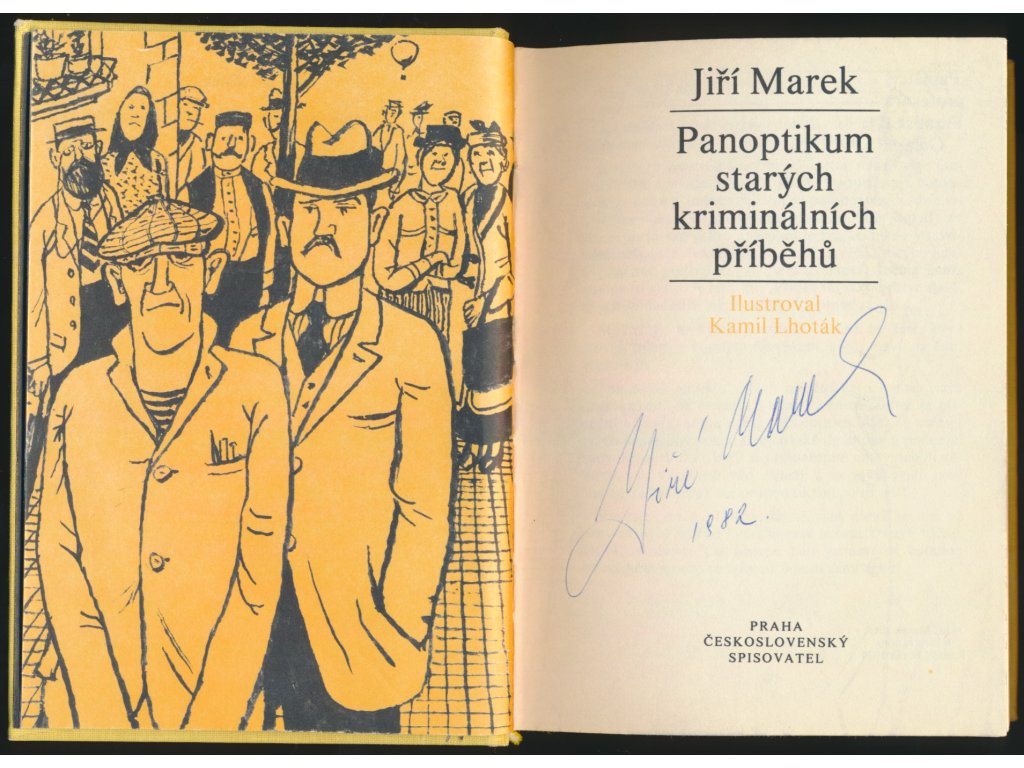 Jiří Marek
Panoptikum
starých
kriminálních
příběhů
Ilustroval
Kamil Lhoták
Jiří Marek
1982.
PRAHA
ČESKOSLOVENSKÝ
SPISOVATEL